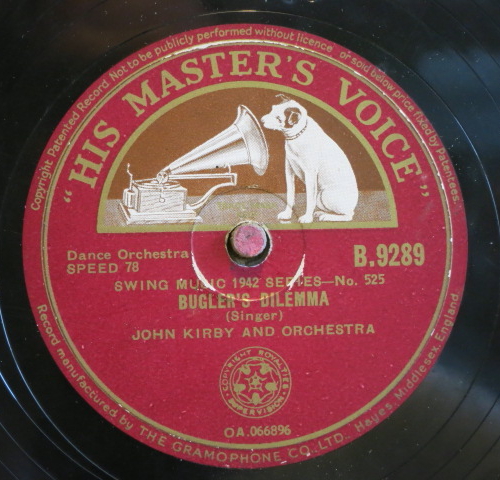 Copyright Patented Record Not to be publicly performed without licence or sold below price fixed by Patentees.
"HIS MASTER'S VOICE"
Dance Orchestra
SPEED 78
B.9289
SWING MUSIC 1942 SERIES—No. 525
BUGLER'S DILEMMA
(Singer)
JOHN KIRBY AND ORCHESTRA
COPYRIGHT ROYALTIES
SUPERVISION
OA.066896
Record manufactured by THE GRAMOPHONE CO. LTD. Hayes, Middlesex England.